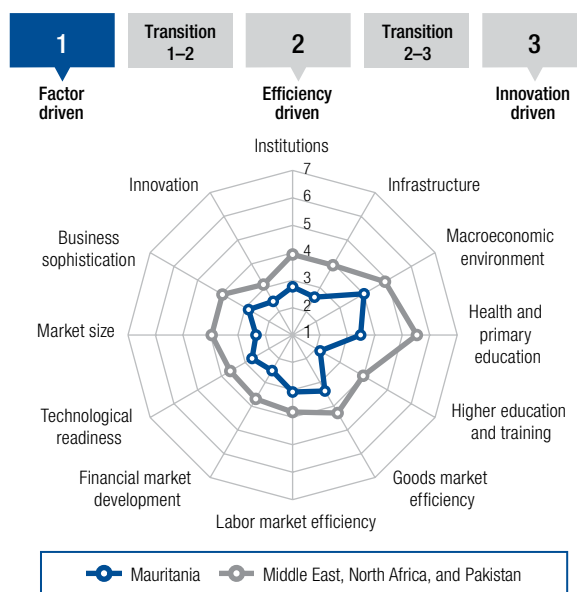 1
Transition
1–2
2
Transition
2–3
3
Factor
driven
Efficiency
driven
Innovation
driven
Institutions
7
6
5
4
3
2
1
Infrastructure
Macroeconomic
environment
Health and
primary
education
Higher education
and training
Goods market
efficiency
Labor market efficiency
Financial market
development
Technological
readiness
Market size
Business
sophistication
Innovation
Mauritania
Middle East, North Africa, and Pakistan